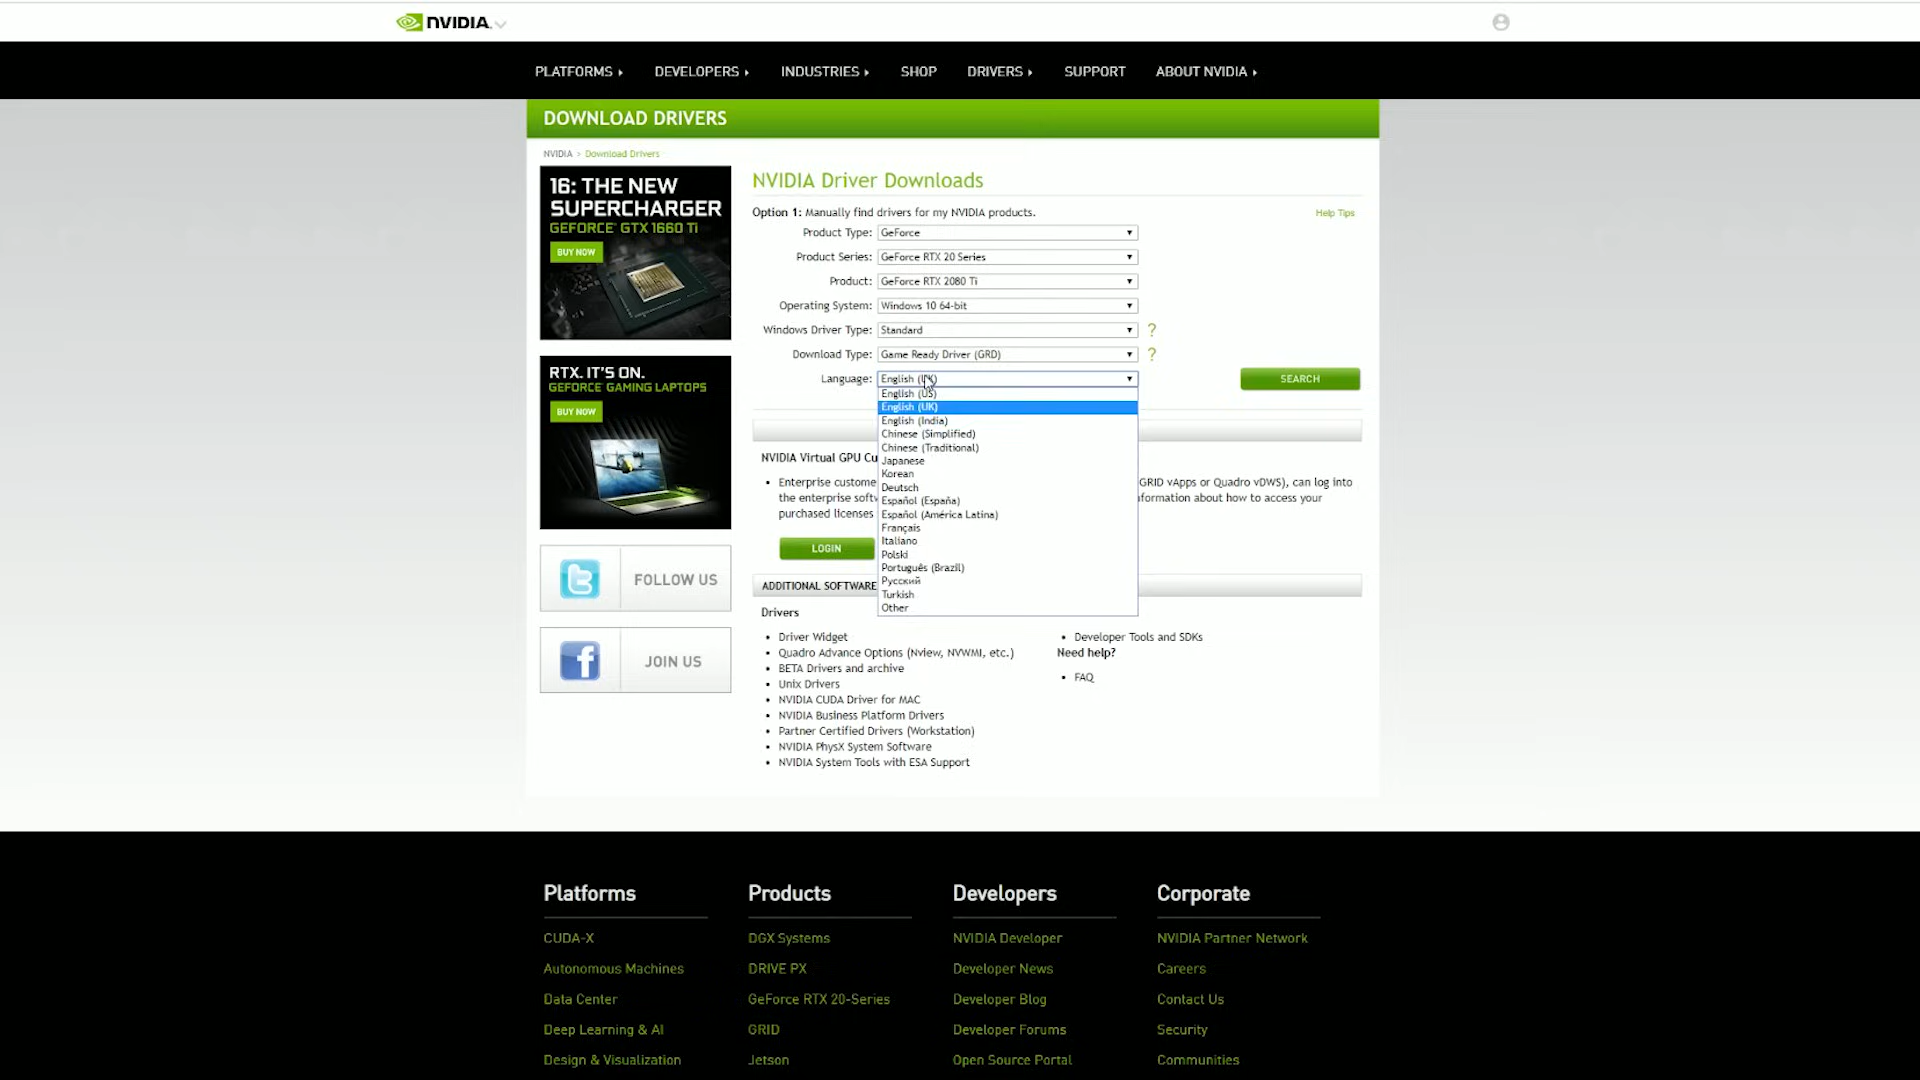 NVIDIA.
PLATFORMS DEVELOPERS INDUSTRIES SHOP DRIVERS SUPPORT ABOUT NVIDIA
DOWNLOAD DRIVERS
NVIDIA > Download Drivers
16: THE NEW
SUPERCHARGER
GEFORCE® GTX 1660 Ti
BUY NOW
RTX. IT'S ON.
GEFORCE® GAMING LAPTOPS
BUY NOW
FOLLOW US
JOIN US
NVIDIA Driver Downloads
Option 1: Manually find drivers for my NVIDIA products.
Help Tips
Product Type: GeForce
Product Series: GeForce RTX 20 Series
Product: GeForce RTX 2080 Ti
Operating System: Windows 10 64-bit
Windows Driver Type: Standard ?
Download Type: Game Ready Driver (GRD) ?
Language: English (UK)
SEARCH
English (US)
English (UK)
English (India)
Chinese (Simplified)
Chinese (Traditional)
Japanese
Korean
Deutsch
Español (España)
Español (América Latina)
Français
Italiano
Polski
Português (Brazil)
Русский
Turkish
Other
NVIDIA Virtual GPU Cu
• Enterprise custome GRID vApps or Quadro vDWS), can log into
the enterprise softw formation about how to access your
purchased licenses
LOGIN
ADDITIONAL SOFTWARE
Drivers
• Driver Widget
• Quadro Advance Options (Nview, NVWMI, etc.)
• BETA Drivers and archive
• Unix Drivers
• NVIDIA CUDA Driver for MAC
• NVIDIA Business Platform Drivers
• Partner Certified Drivers (Workstation)
• NVIDIA PhysX System Software
• NVIDIA System Tools with ESA Support
• Developer Tools and SDKs
Need help?
• FAQ
Platforms
CUDA-X
Autonomous Machines
Data Center
Deep Learning & AI
Design & Visualization
Products
DGX Systems
DRIVE PX
GeForce RTX 20-Series
GRID
Jetson
Developers
NVIDIA Developer
Developer News
Developer Blog
Developer Forums
Open Source Portal
Corporate
NVIDIA Partner Network
Careers
Contact Us
Security
Communities